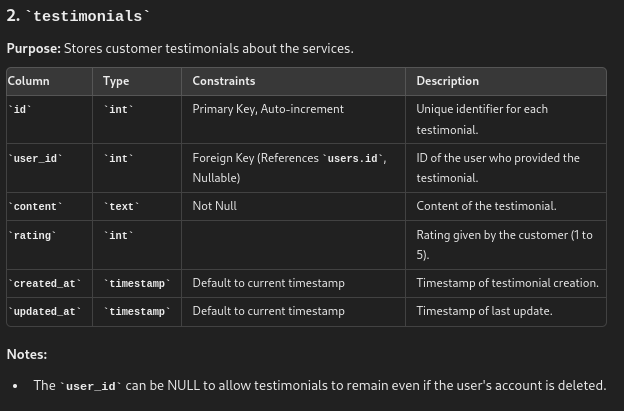 2. `testimonials`
Purpose: Stores customer testimonials about the services.
Column Type Constraints Description
`id` `int` Primary Key, Auto-increment Unique identifier for each
testimonial.
`user_id` `int` Foreign Key (References `users.id`, ID of the user who provided the
Nullable) testimonial.
`content` `text` Not Null Content of the testimonial.
`rating` `int` Rating given by the customer (1 to
5).
`created_at` `timestamp` Default to current timestamp Timestamp of testimonial creation.
`updated_at` `timestamp` Default to current timestamp Timestamp of last update.
Notes:
• The `user_id` can be NULL to allow testimonials to remain even if the user's account is deleted.